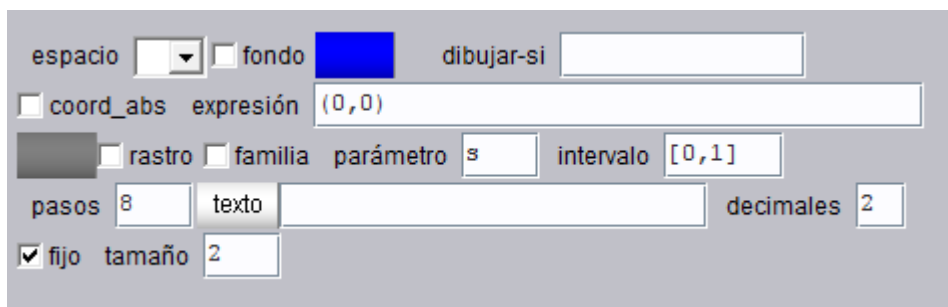 espacio fondo dibujar-si
coord_abs expresión (0,0)
rastro familia parámetro s intervalo [0,1]
pasos 8 texto decimales 2
fijo tamaño 2